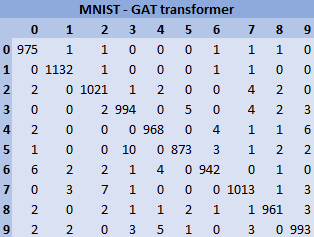 MNIST - GAT transformer
0 1 2 3 4 5 6 7 8 9
0 975 1 1 0 0 0 1 1 1 0
1 0 1132 1 0 0 0 1 1 0 0
2 2 0 1021 1 2 0 0 4 2 0
3 0 0 2 994 0 5 0 4 2 3
4 2 0 0 0 968 0 4 1 1 6
5 1 0 0 10 0 873 3 1 2 2
6 6 2 2 1 4 0 942 0 1 0
7 0 3 7 1 0 0 0 1013 1 3
8 2 0 2 1 1 2 1 1 961 3
9 2 2 0 3 5 1 0 3 0 993